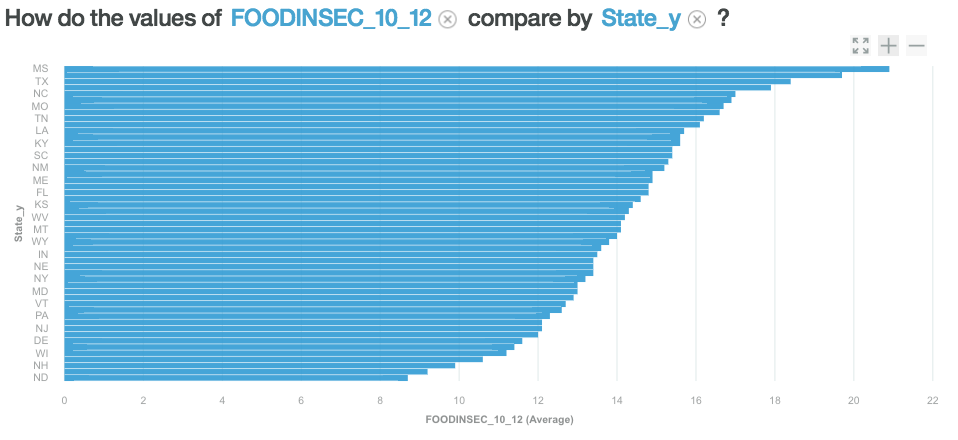 How do the values of FOODINSEC_10_12 compare by State_y ?
MS
TX
NC
MO
TN
LA
KY
SC
NM
ME
FL
KS
WV
MT
WY
IN
NE
NY
MD
VT
PA
NJ
DE
WI
NH
ND
State_y
0 2 4 6 8 10 12 14 16 18 20 22
FOODINSEC_10_12 (Average)